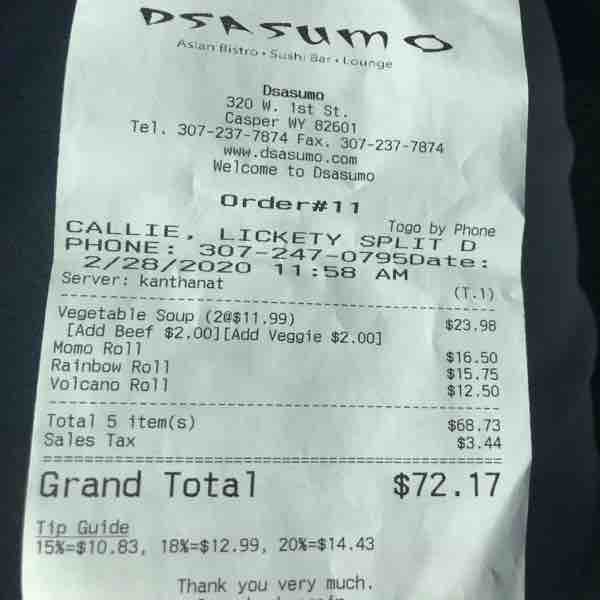 DSASUMO
Asian Bistro • Sushi Bar • Lounge
Dsasumo
320 W. 1st St.
Casper WY 82601
Tel. 307-237-7874 Fax. 307-237-7874
www.dsasumo.com
Welcome to Dsasumo
Order#11
Togo by Phone
CALLIE, LICKETY SPLIT D
PHONE: 307-247-0795Date:
2/28/2020 11:58 AM
Server: kanthanat (T.1)
Vegetable Soup (2@$11.99) $23.98
[Add Beef $2.00][Add Veggie $2.00]
Momo Roll $16.50
Rainbow Roll $15.75
Volcano Roll $12.50
Total 5 item(s) $68.73
Sales Tax $3.44
Grand Total $72.17
Tip Guide
15%=$10.83, 18%=$12.99, 20%=$14.43
Thank you very much.